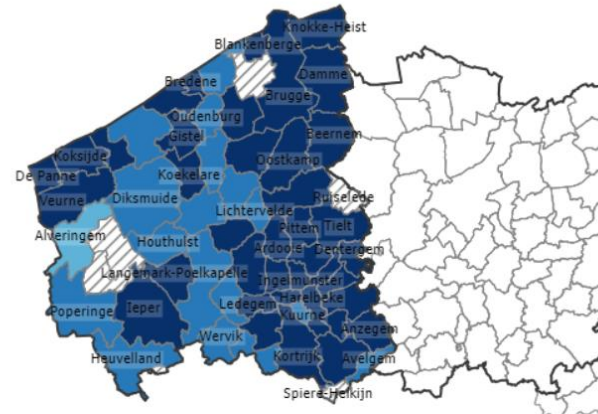 Knokke-Heist
Blankenberge
Bredene
Damme
Brugge
Oudenburg
Gistel
Beernem
Koksijde
Oostkamp
De Panne
Koekelare
Veurne
Diksmuide
Ruiselede
Lichtervelde
Alveringem
Pittem
Tielt
Houthulst
Ardooie
Dentergem
Langemark-Poelkapelle
Ingelmunster
Poperinge
Ieper
Ledegem
Harelbeke
Kuurne
Wervik
Anzegem
Heuvelland
Kortrijk
Avelgem
Spiere-Helkijn